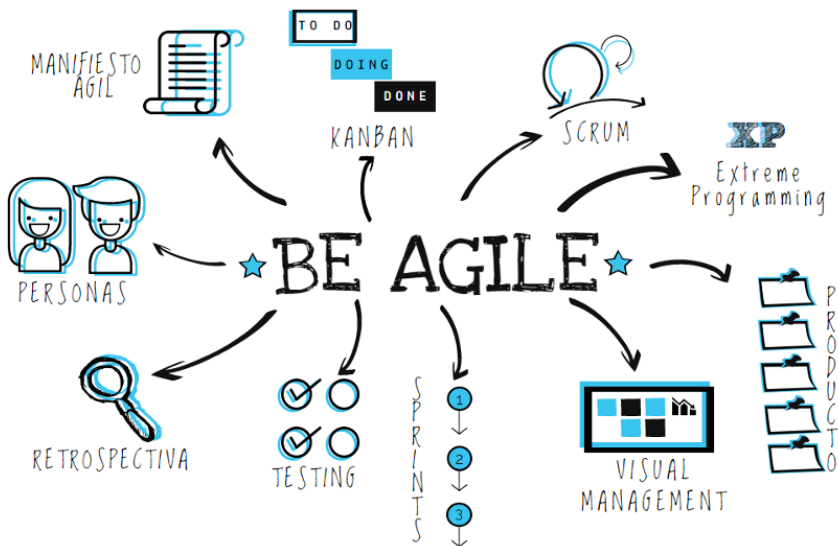 MANIFIESTO
ÁGIL
TO DO
DOING
DONE
KANBAN
SCRUM
XP
Extreme
Programming
PERSONAS
BE AGILE
PRODUCTO
RETROSPECTIVA
TESTING
SPRINTS
1
2
3
VISUAL
MANAGEMENT